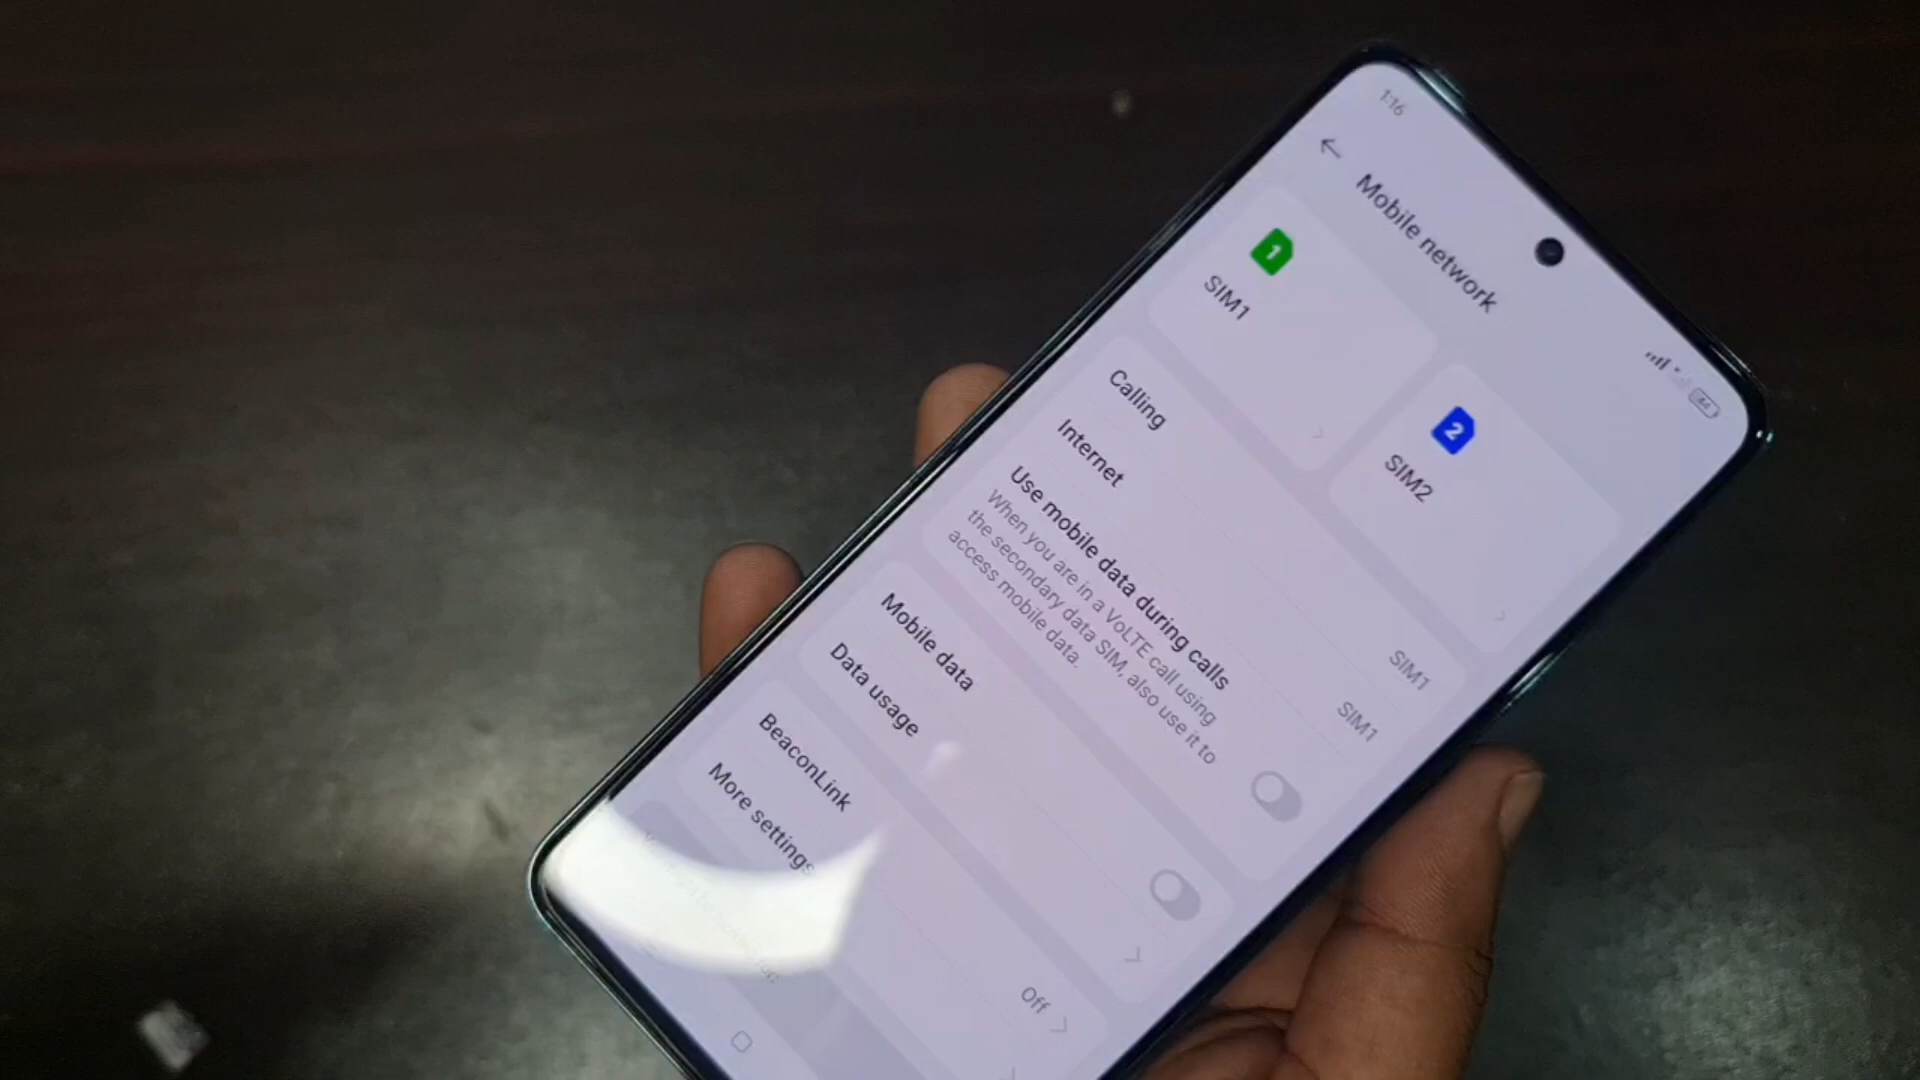 1:16
44
Mobile network
1
SIM1
2
SIM2
Calling
SIM1
Internet
SIM1
Use mobile data during calls
When you are in a VoLTE call using
the secondary data SIM, also use it to
access mobile data.
Mobile data
Data usage
BeaconLink
Off
More settings